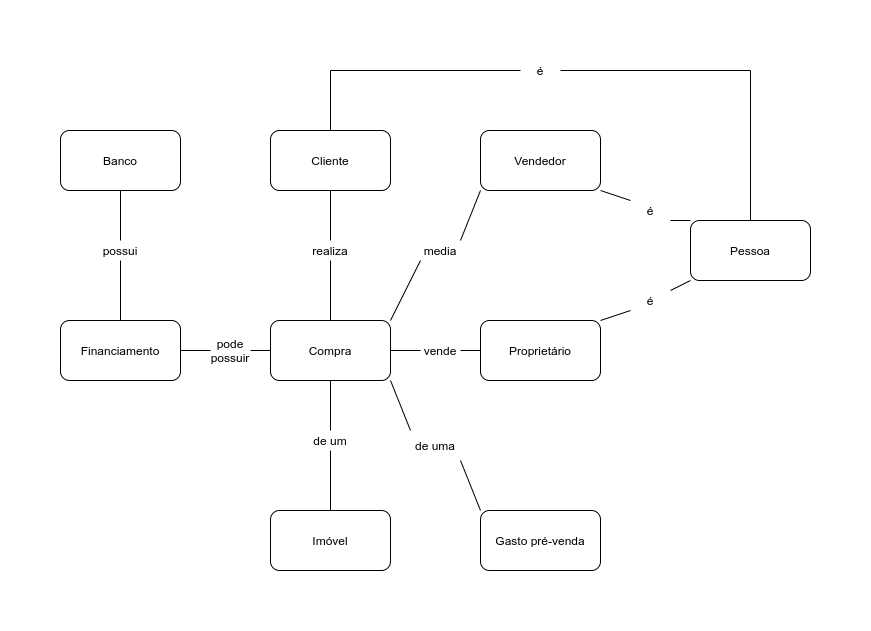 é
Banco
Cliente
Vendedor
é
possui
realiza
media
Pessoa
é
Financiamento
pode
possuir
Compra
vende
Proprietário
de um
de uma
Imóvel
Gasto pré-venda